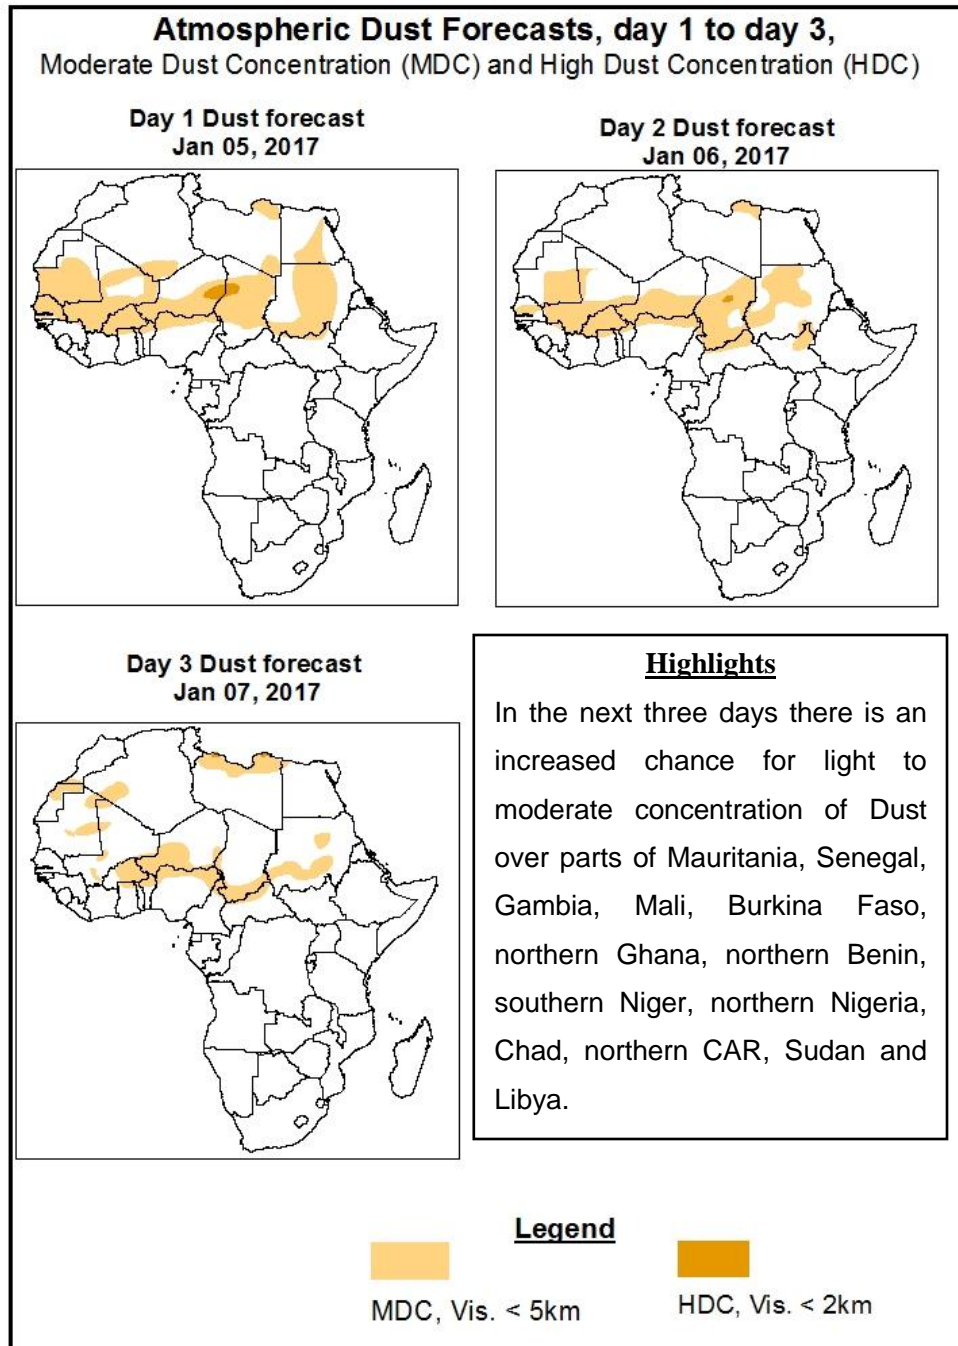 Atmospheric Dust Forecasts, day 1 to day 3,
Moderate Dust Concentration (MDC) and High Dust Concentration (HDC)
Day 1 Dust forecast
Jan 05, 2017
Day 2 Dust forecast
Jan 06, 2017
Day 3 Dust forecast
Jan 07, 2017
Highlights
In the next three days there is an
increased chance for light to
moderate concentration of Dust
over parts of Mauritania, Senegal,
Gambia, Mali, Burkina Faso,
northern Ghana, northern Benin,
southern Niger, northern Nigeria,
Chad, northern CAR, Sudan and
Libya.
Legend
MDC, Vis. < 5km
HDC, Vis. < 2km